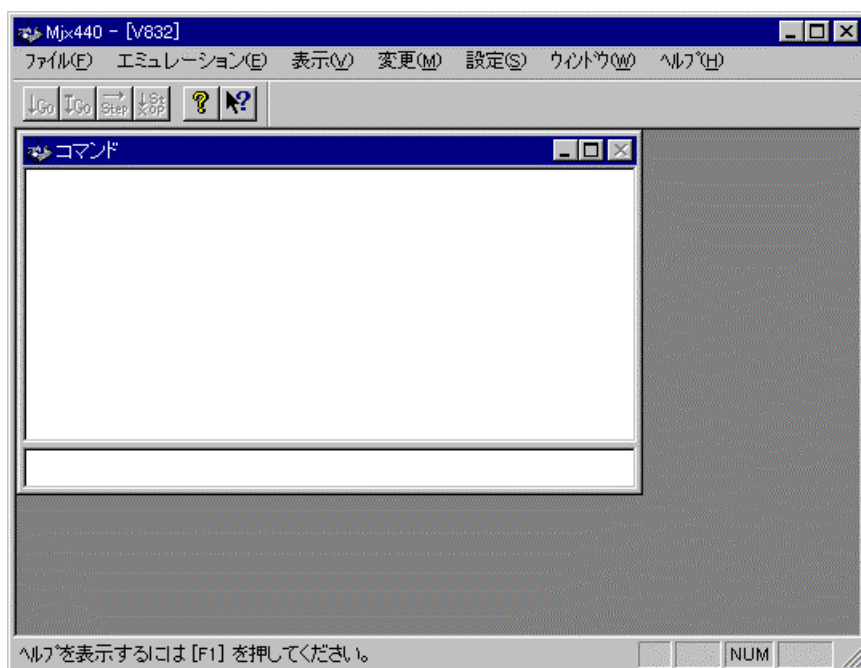 Mjx440 - [V832]
ﾌｧｲﾙ(F) エミュレーション(E) 表示(V) 変更(M) 設定(S) ｳｨﾝﾄﾞｳ(W) ﾍﾙﾌﾟ(H)
Go Go Step Stop
コマンド
ﾍﾙﾌﾟを表示するには [F1] を押してください。
NUM